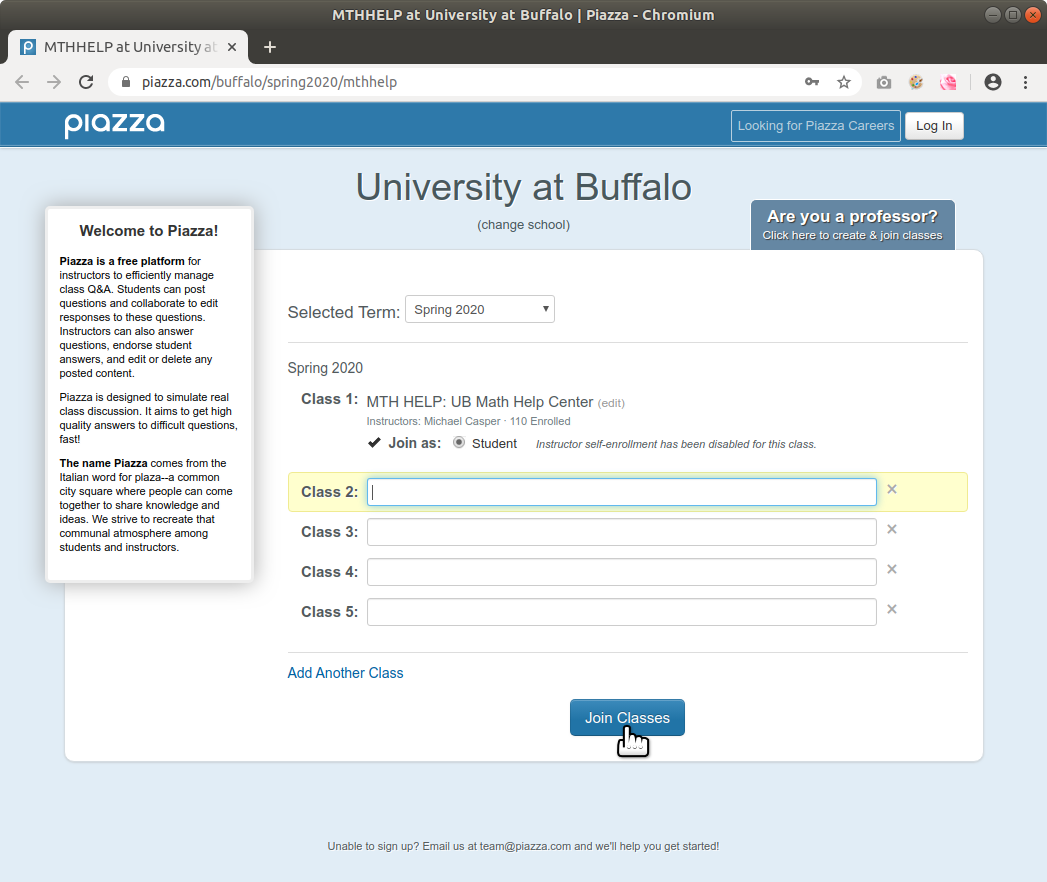 MTHHELP at University at Buffalo | Piazza - Chromium
MTHHELP at University at
piazza.com/buffalo/spring2020/mthhelp
piazza
Looking for Piazza Careers
Log In
University at Buffalo
(change school)
Are you a professor?
Click here to create & join classes
Welcome to Piazza!
Piazza is a free platform for
instructors to efficiently manage
class Q&A. Students can post
questions and collaborate to edit
responses to these questions.
Instructors can also answer
questions, endorse student
answers, and edit or delete any
posted content.
Piazza is designed to simulate real
class discussion. It aims to get high
quality answers to difficult questions,
fast!
The name Piazza comes from the
Italian word for plaza--a common
city square where people can come
together to share knowledge and
ideas. We strive to recreate that
communal atmosphere among
students and instructors.
Selected Term: Spring 2020
Spring 2020
Class 1: MTH HELP: UB Math Help Center (edit)
Instructors: Michael Casper · 110 Enrolled
Join as: Student Instructor self-enrollment has been disabled for this class.
Class 2:
Class 3:
Class 4:
Class 5:
Add Another Class
Join Classes
Unable to sign up? Email us at team@piazza.com and we'll help you get started!